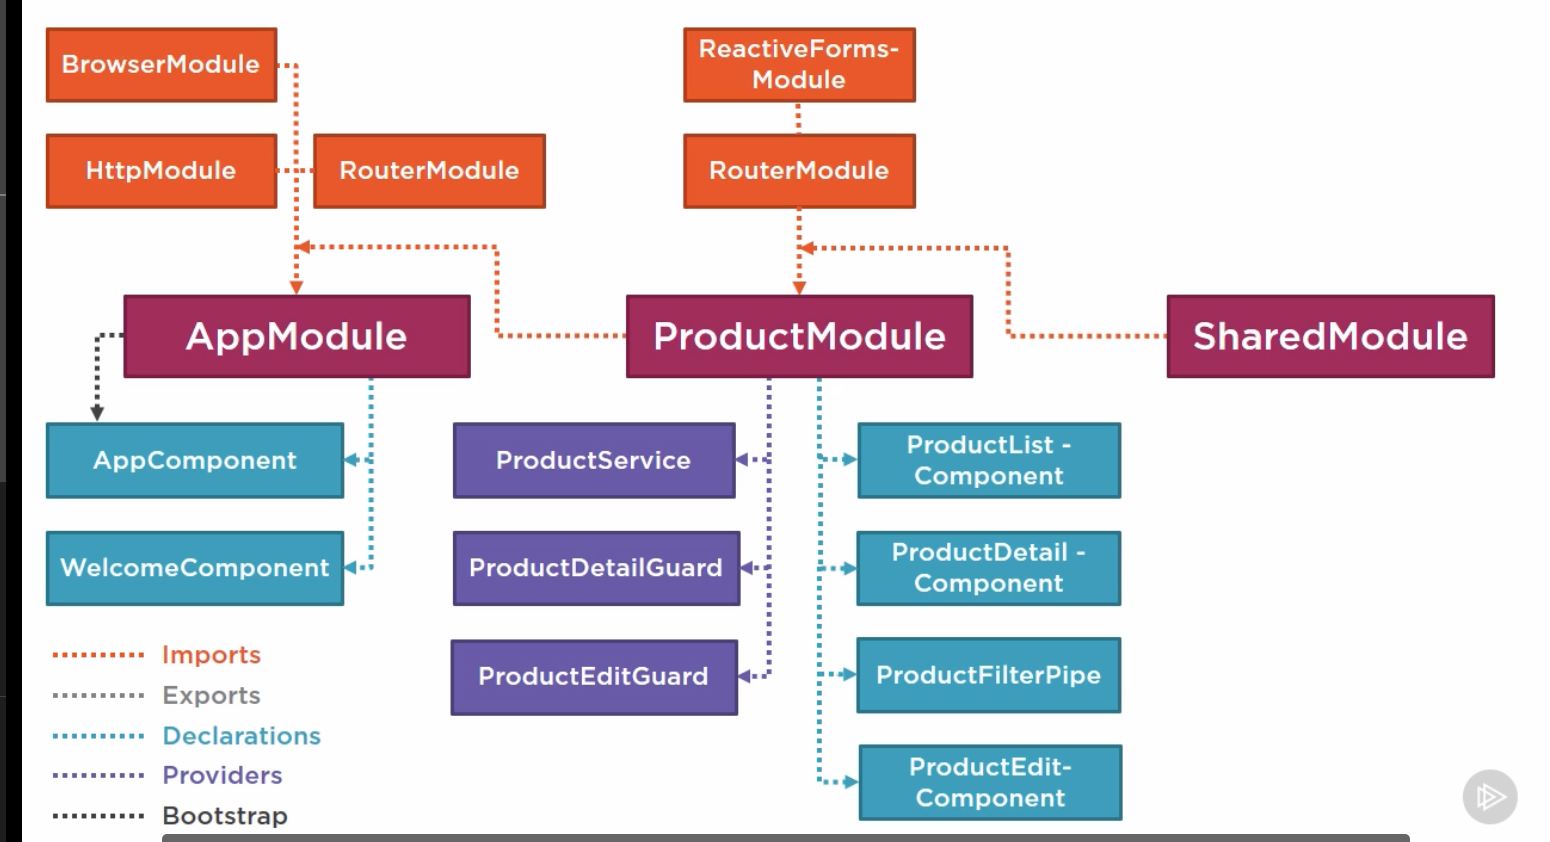 BrowserModule
ReactiveForms-
Module
HttpModule
RouterModule
RouterModule
AppModule
ProductModule
SharedModule
AppComponent
ProductService
ProductList -
Component
WelcomeComponent
ProductDetailGuard
ProductDetail -
Component
ProductEditGuard
ProductFilterPipe
ProductEdit-
Component
Imports
Exports
Declarations
Providers
Bootstrap